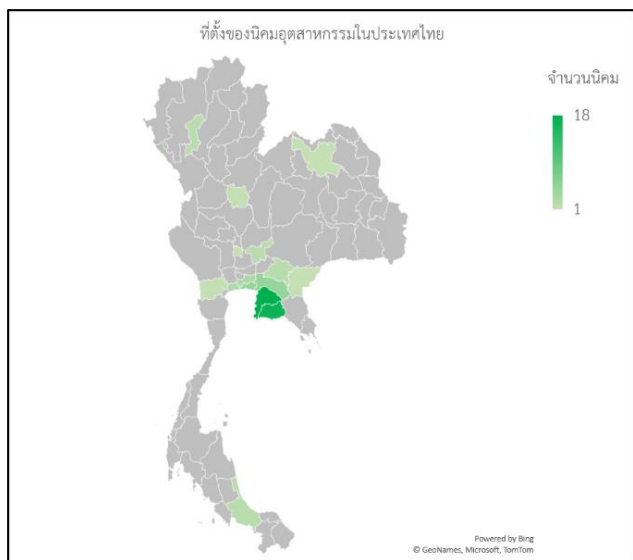 ที่ตั้งของนิคมอุตสาหกรรมในประเทศไทย
จำนวนนิคม
18
1
Powered by Bing
© GeoNames, Microsoft, TomTom